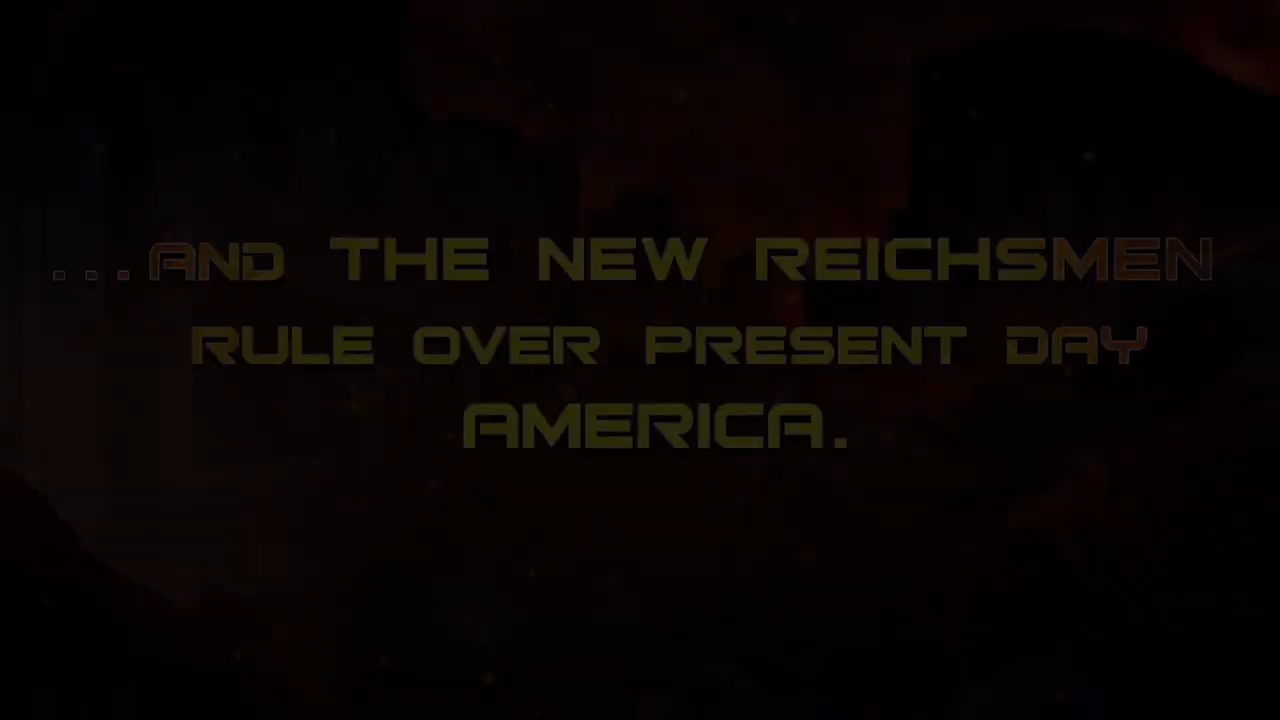 ...AND THE NEW REICHSMEN
RULE OVER PRESENT DAY
AMERICA.